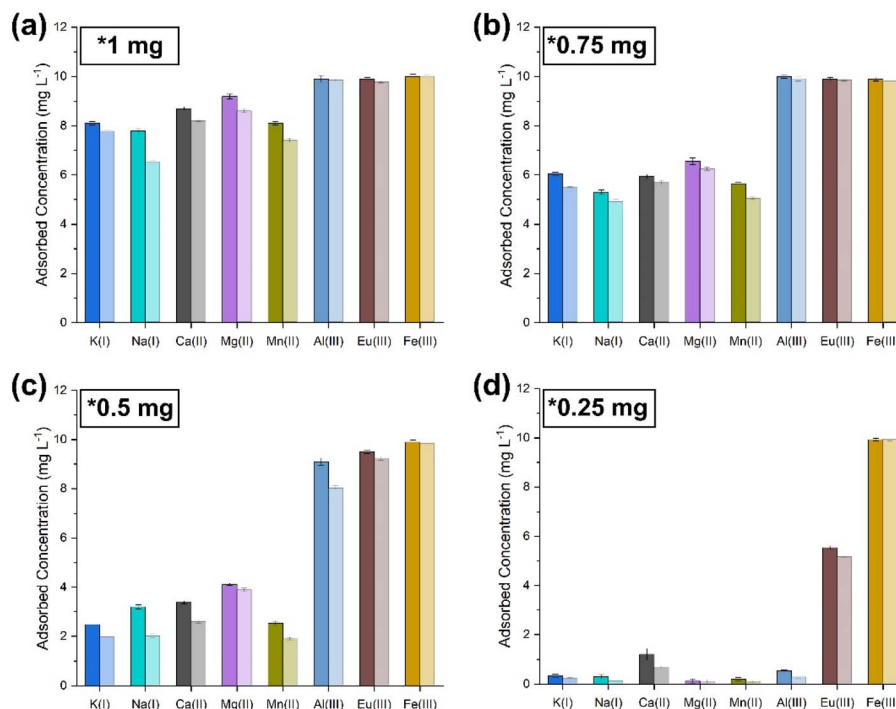 (a)
*1 mg
Adsorbed Concentration (mg L⁻¹)
12
10
8
6
4
2
0
K(I) Na(I) Ca(II) Mg(II) Mn(II) Al(III) Eu(III) Fe(III)
(b)
*0.75 mg
Adsorbed Concentration (mg L⁻¹)
12
10
8
6
4
2
0
K(I) Na(I) Ca(II) Mg(II) Mn(II) Al(III) Eu(III) Fe(III)
(c)
*0.5 mg
Adsorbed Concentration (mg L⁻¹)
12
10
8
6
4
2
0
K(I) Na(I) Ca(II) Mg(II) Mn(II) Al(III) Eu(III) Fe(III)
(d)
*0.25 mg
Adsorbed Concentration (mg L⁻¹)
12
10
8
6
4
2
0
K(I) Na(I) Ca(II) Mg(II) Mn(II) Al(III) Eu(III) Fe(III)